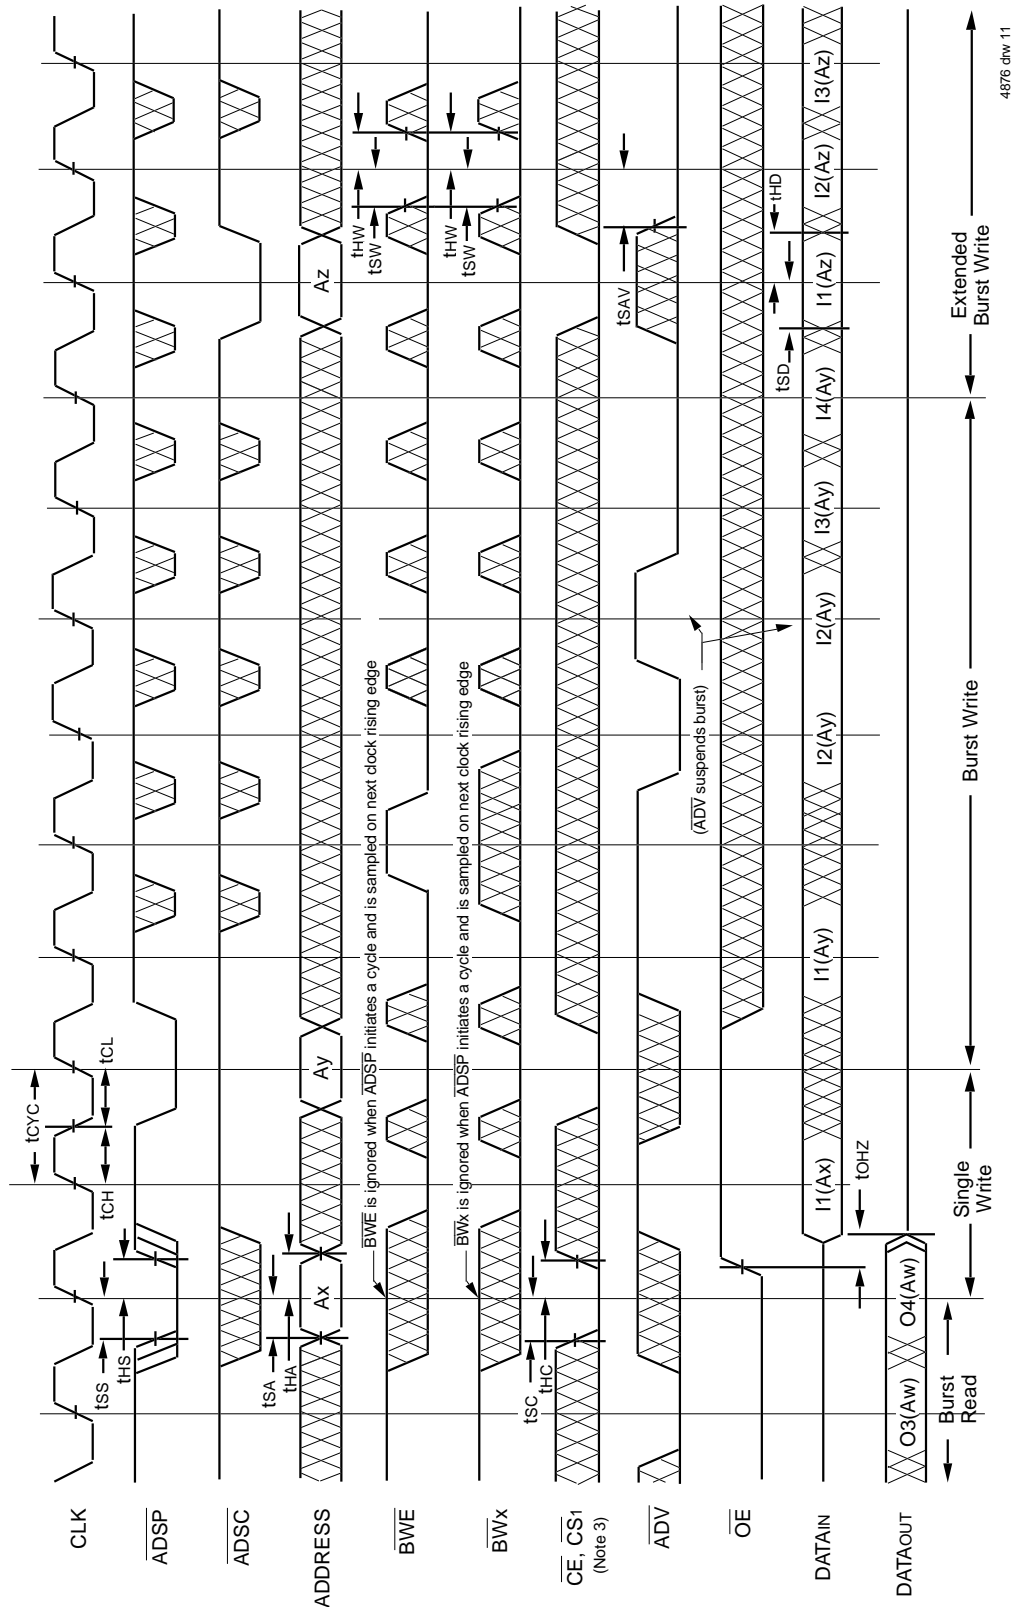 CLK
tCYC
tCH
tCL
ADSP
tSS
tHS
ADSC
ADDRESS
tSA
tHA
Ax
Ay
Az
BWE
BWE is ignored when ADSP initiates a cycle and is sampled on next clock rising edge
tHW
tSW
BWx
BWx is ignored when ADSP initiates a cycle and is sampled on next clock rising edge
tHW
tSW
CE, CS1
(Note 3)
tSC
tHC
ADV
tSAV
(ADV suspends burst)
OE
DATAIN
I1(Ax)
I1(Ay)
I2(Ay)
I2(Ay)
I3(Ay)
I4(Ay)
I1(Az)
I2(Az)
I3(Az)
tSD
tHD
tOHZ
DATAOUT
O3(Aw)
O4(Aw)
Burst
Read
Single
Write
Burst Write
Extended
Burst Write
4876 drw 11